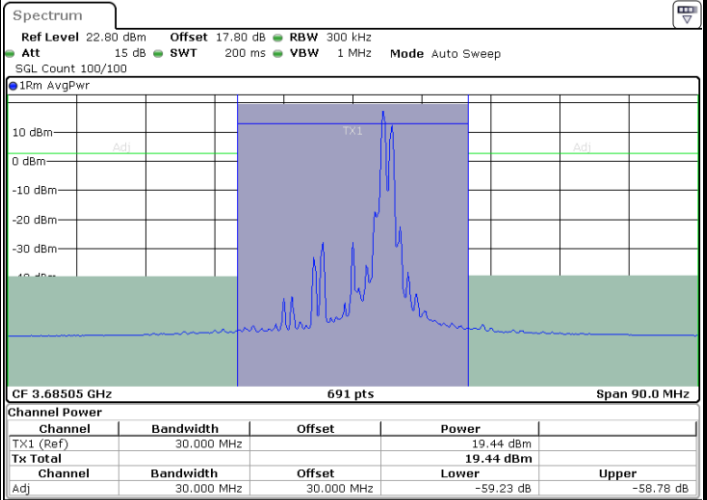 Spectrum
Ref Level 22.80 dBm Offset 17.80 dB RBW 300 kHz
Att 15 dB SWT 200 ms VBW 1 MHz Mode Auto Sweep
SGL Count 100/100
1Rm AvgPwr
10 dBm
TX1
Adj Adj
0 dBm
-10 dBm
-20 dBm
-30 dBm
-40 dBm
CF 3.68505 GHz 691 pts Span 90.0 MHz
Channel Power
Channel Bandwidth Offset Power
TX1 (Ref) 30.000 MHz 19.44 dBm
Tx Total 19.44 dBm
Channel Bandwidth Offset Lower Upper
Adj 30.000 MHz 30.000 MHz -59.23 dB -58.78 dB